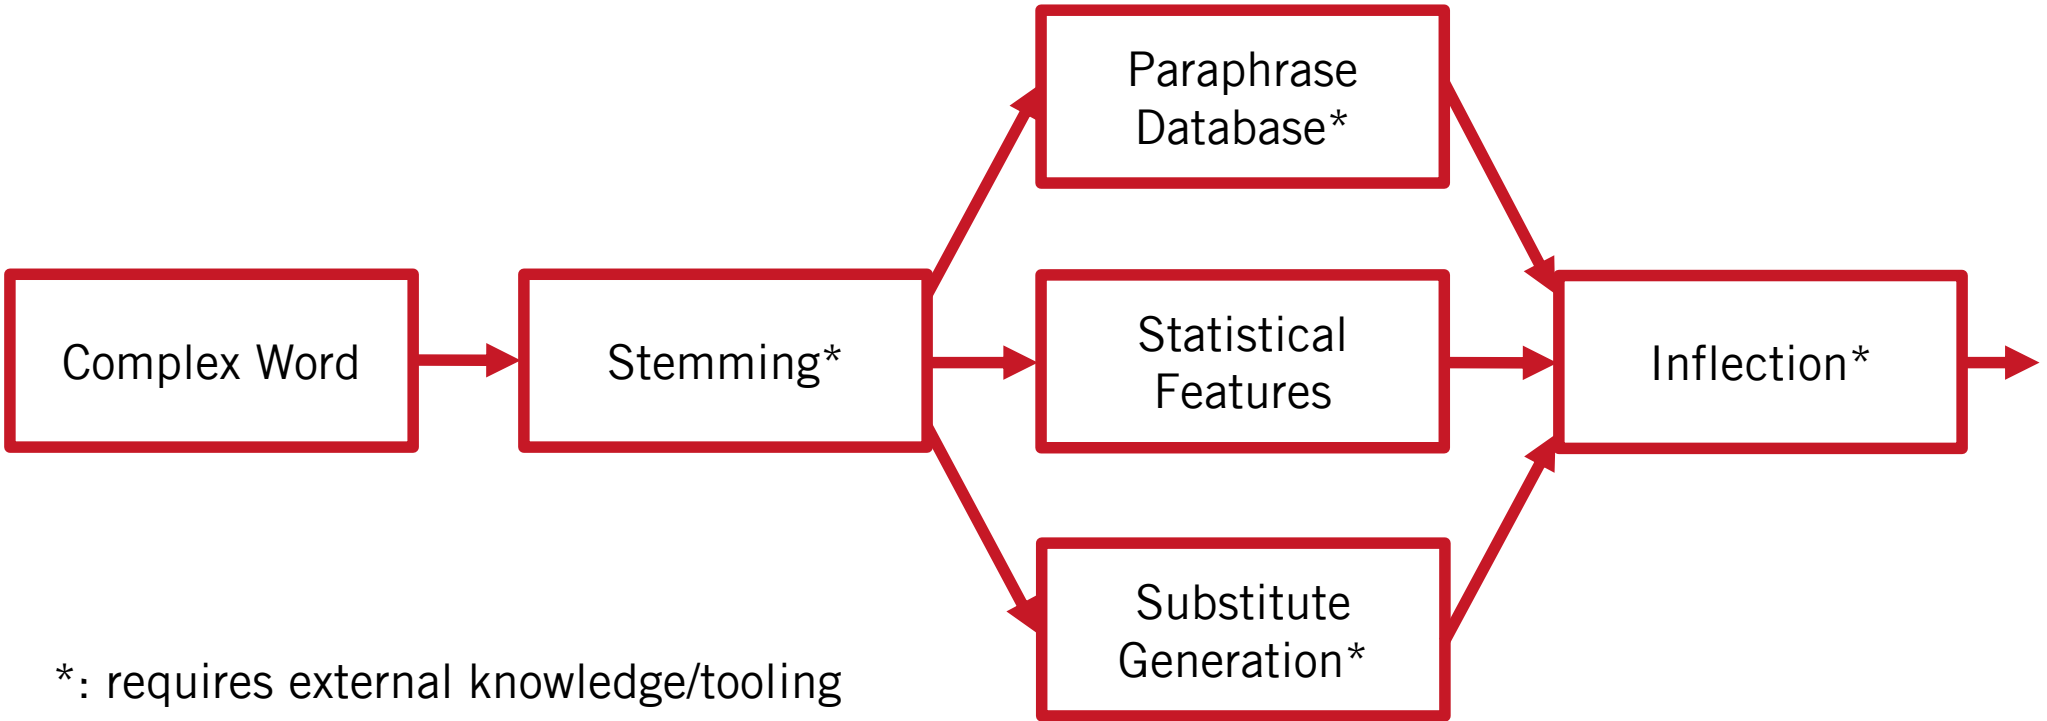 Paraphrase
Database*
Complex Word
Stemming*
Statistical
Features
Inflection*
Substitute
Generation*
*: requires external knowledge/tooling